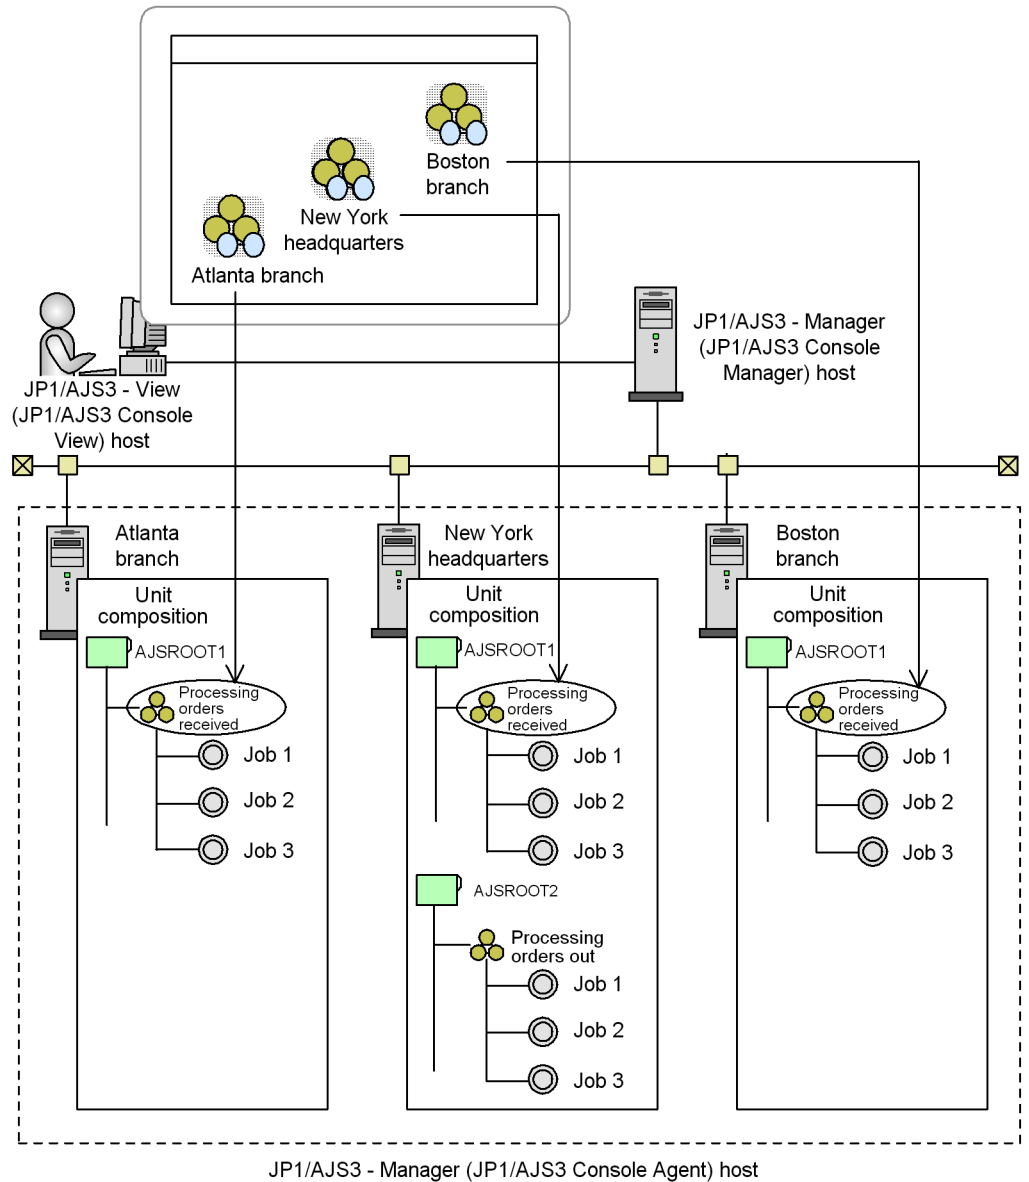 Boston
branch
New York
headquarters
Atlanta branch
JP1/AJS3 - View
(JP1/AJS3 Console
View) host
JP1/AJS3 - Manager
(JP1/AJS3 Console
Manager) host
Atlanta
branch
Unit
composition
AJSROOT1
Processing
orders
received
Job 1
Job 2
Job 3
New York
headquarters
Unit
composition
AJSROOT1
Processing
orders
received
Job 1
Job 2
Job 3
AJSROOT2
Processing
orders out
Job 1
Job 2
Job 3
Boston
branch
Unit
composition
AJSROOT1
Processing
orders
received
Job 1
Job 2
Job 3
JP1/AJS3 - Manager (JP1/AJS3 Console Agent) host